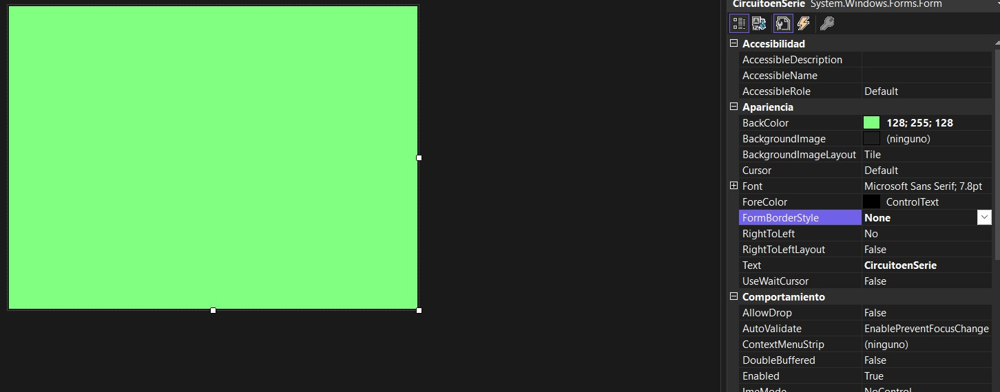 CircuitoenSerie System.Windows.Forms.Form
Accesibilidad
AccessibleDescription
AccessibleName
AccessibleRole Default
Apariencia
BackColor 128; 255; 128
BackgroundImage (ninguno)
BackgroundImageLayout Tile
Cursor Default
Font Microsoft Sans Serif; 7.8pt
ForeColor ControlText
FormBorderStyle None
RightToLeft No
RightToLeftLayout False
Text CircuitoenSerie
UseWaitCursor False
Comportamiento
AllowDrop False
AutoValidate EnablePreventFocusChange
ContextMenuStrip (ninguno)
DoubleBuffered False
Enabled True
ImeMode NoControl